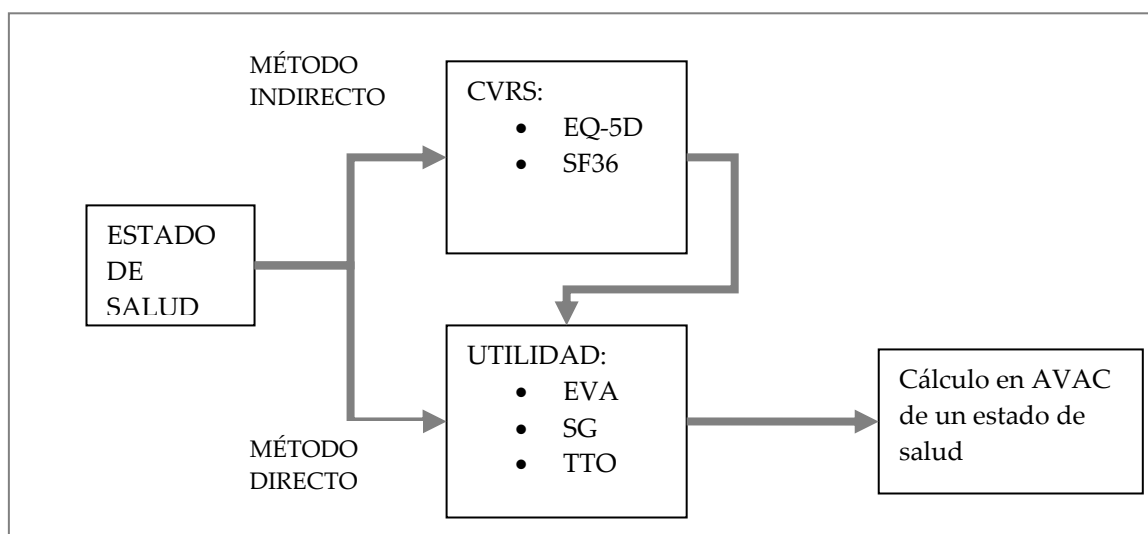 MÉTODO
INDIRECTO
CVRS:
• EQ-5D
• SF36
ESTADO
DE
SALUD
UTILIDAD:
• EVA
• SG
• TTO
MÉTODO
DIRECTO
Cálculo en AVAC
de un estado de
salud